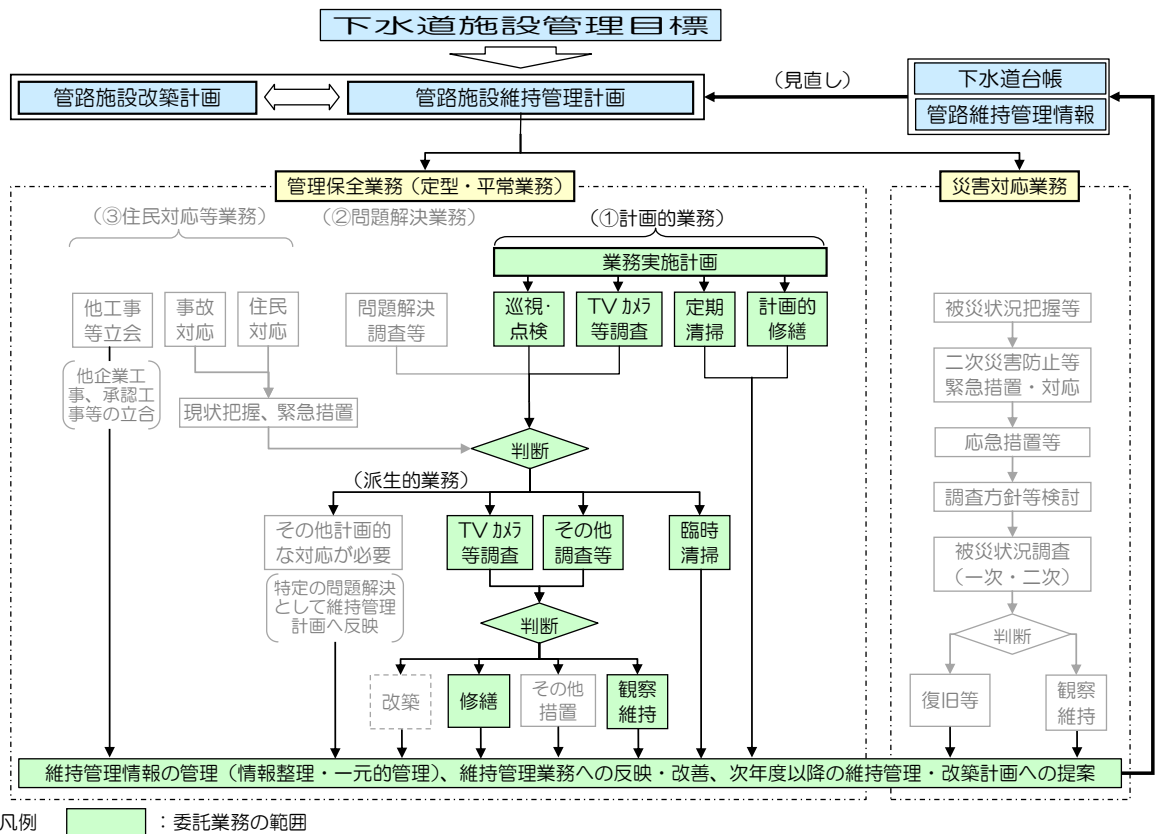 下水道施設管理目標
管路施設改築計画
管路施設維持管理計画
（見直し）
下水道台帳
管路維持管理情報
管理保全業務（定型・平常業務）
災害対応業務
（③住民対応等業務）
（②問題解決業務）
（①計画的業務）
業務実施計画
他工事
等立会
事故
対応
住民
対応
問題解決
調査等
巡視・
点検
TVカメラ
等調査
定期
清掃
計画的
修繕
被災状況把握等
他企業工
事、承認工
事等の立合
現状把握、緊急措置
二次災害防止等
緊急措置・対応
判断
応急措置等
（派生的業務）
調査方針等検討
その他計画的
な対応が必要
TVカメラ
等調査
その他
調査等
臨時
清掃
被災状況調査
（一次・二次）
特定の問題解決
として維持管理
計画へ反映
判断
判断
改築
修繕
その他
措置
観察
維持
復旧等
観察
維持
維持管理情報の管理（情報整理・一元的管理）、維持管理業務への反映・改善、次年度以降の維持管理・改築計画への提案
凡例
：委託業務の範囲